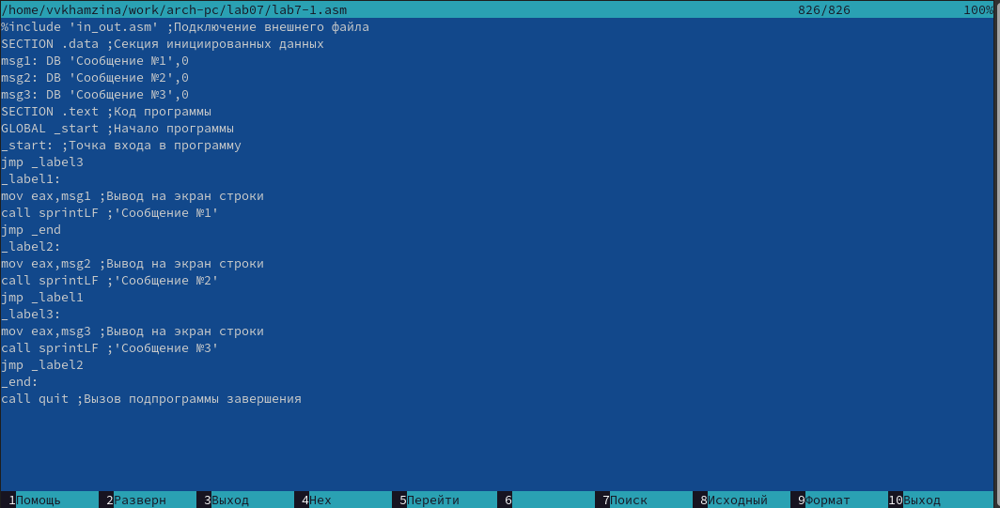 /home/vvkhamzina/work/arch-pc/lab07/lab7-1.asm 826/826 100%
%include 'in_out.asm' ;Подключение внешнего файла
SECTION .data ;Секция инициированных данных
msg1: DB 'Сообщение №1',0
msg2: DB 'Сообщение №2',0
msg3: DB 'Сообщение №3',0
SECTION .text ;Код программы
GLOBAL _start ;Начало программы
_start: ;Точка входа в программу
jmp _label3
_label1:
mov eax,msg1 ;Вывод на экран строки
call sprintLF ;'Сообщение №1'
jmp _end
_label2:
mov eax,msg2 ;Вывод на экран строки
call sprintLF ;'Сообщение №2'
jmp _label1
_label3:
mov eax,msg3 ;Вывод на экран строки
call sprintLF ;'Сообщение №3'
jmp _label2
_end:
call quit ;Вызов подпрограммы завершения
1Помощь 2Разверн 3Выход 4Hex 5Перейти 6 7Поиск 8Исходный 9Формат 10Выход